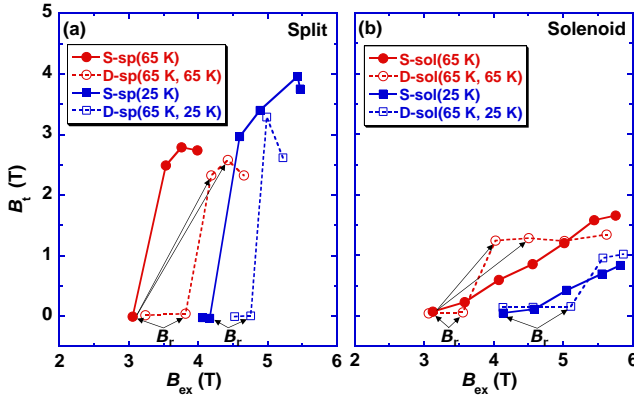 (a) Split
S-sp(65 K)
D-sp(65 K, 65 K)
S-sp(25 K)
D-sp(65 K, 25 K)
(b) Solenoid
S-sol(65 K)
D-sol(65 K, 65 K)
S-sol(25 K)
D-sol(65 K, 25 K)
5
4
3
2
1
0
Bt (T)
Br
Br
Br
Br
2 3 4 5 6
2 3 4 5 6
Bex (T)
Bex (T)